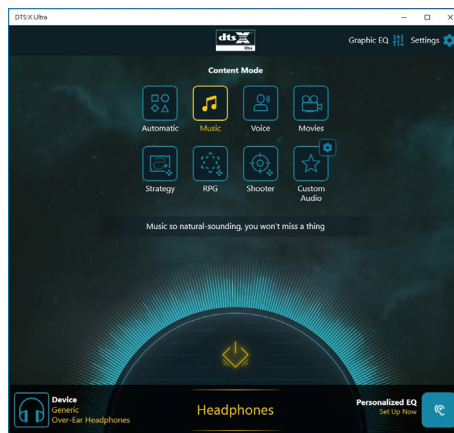 DTS:X Ultra
dts X
Ultra
Graphic EQ
Settings
Content Mode
Automatic
Music
Voice
Movies
Strategy
RPG
Shooter
Custom
Audio
Music so natural-sounding, you won't miss a thing
Device
Generic
Over-Ear Headphones
Headphones
Personalized EQ
Set Up Now